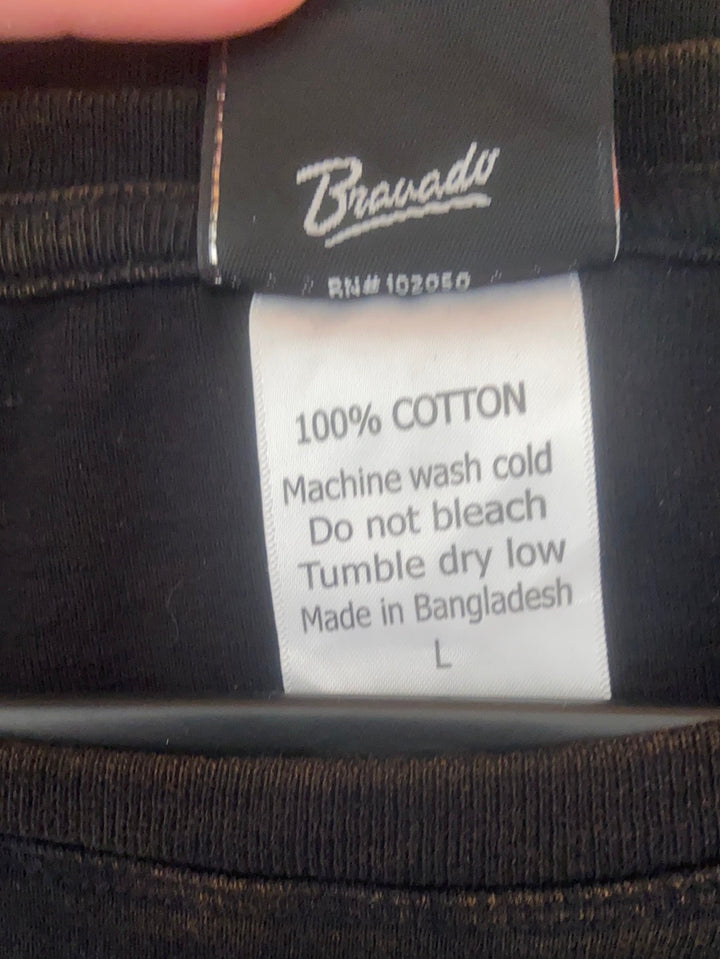 Bravado
RN# 102050
100% COTTON
Machine wash cold
Do not bleach
Tumble dry low
Made in Bangladesh
L